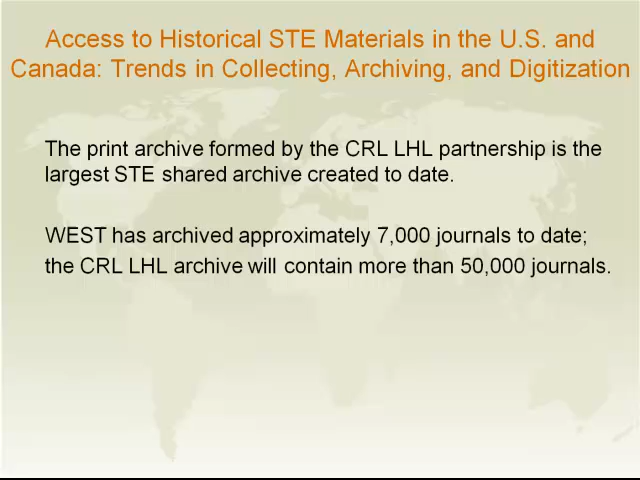 Access to Historical STE Materials in the U.S. and
Canada: Trends in Collecting, Archiving, and Digitization
The print archive formed by the CRL LHL partnership is the
largest STE shared archive created to date.
WEST has archived approximately 7,000 journals to date;
the CRL LHL archive will contain more than 50,000 journals.